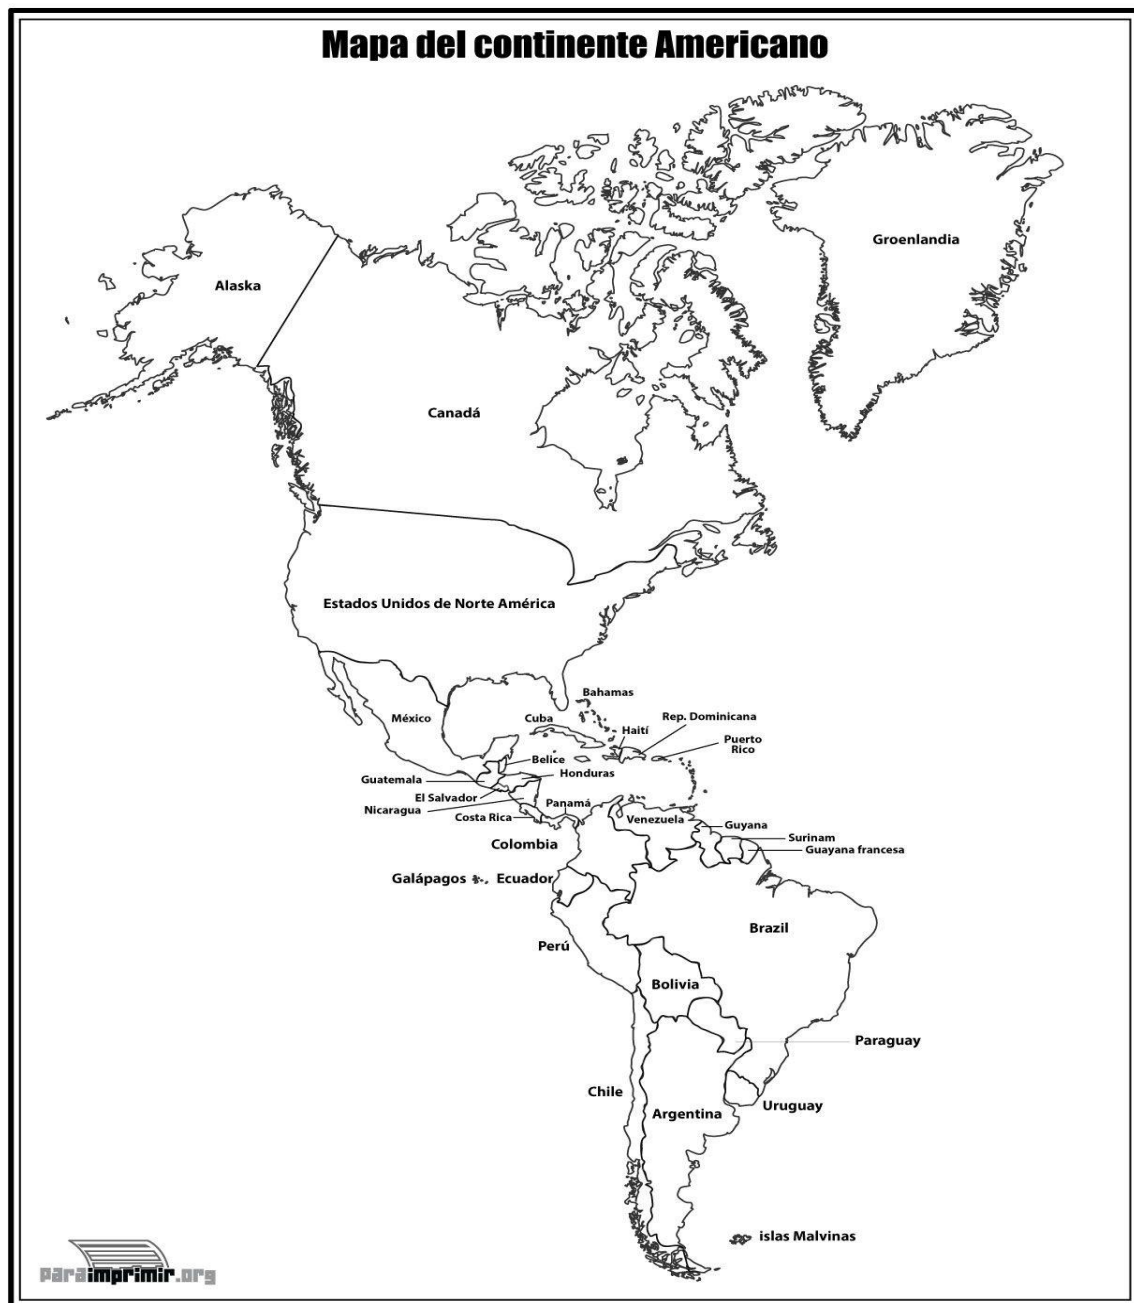 Mapa del continente Americano
Groenlandia
Alaska
Canadá
Estados Unidos de Norte América
Bahamas
México
Cuba
Rep. Dominicana
Haití
Puerto
Rico
Belice
Honduras
Guatemala
El Salvador
Nicaragua
Panamá
Costa Rica
Venezuela
Guyana
Surinam
Guayana francesa
Colombia
Galápagos
Ecuador
Brazil
Perú
Bolivia
Paraguay
Chile
Argentina
Uruguay
islas Malvinas
paraimprimir.org